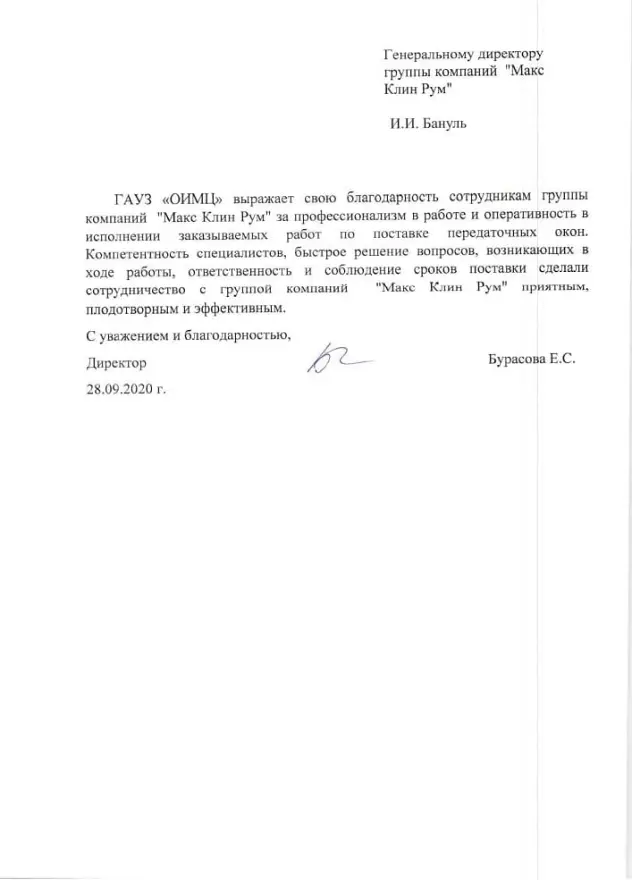 Генеральному директору
группы компаний "Макс
Клин Рум"
И.И. Бануль
ГАУЗ «ОИМЦ» выражает свою благодарность сотрудникам группы
компаний "Макс Клин Рум" за профессионализм в работе и оперативность в
исполнении заказываемых работ по поставке передаточных окон.
Компетентность специалистов, быстрое решение вопросов, возникающих в
ходе работы, ответственность и соблюдение сроков поставки сделали
сотрудничество с группой компаний "Макс Клин Рум" приятным,
плодотворным и эффективным.
С уважением и благодарностью,
Директор Бурасова Е.С.
28.09.2020 г.